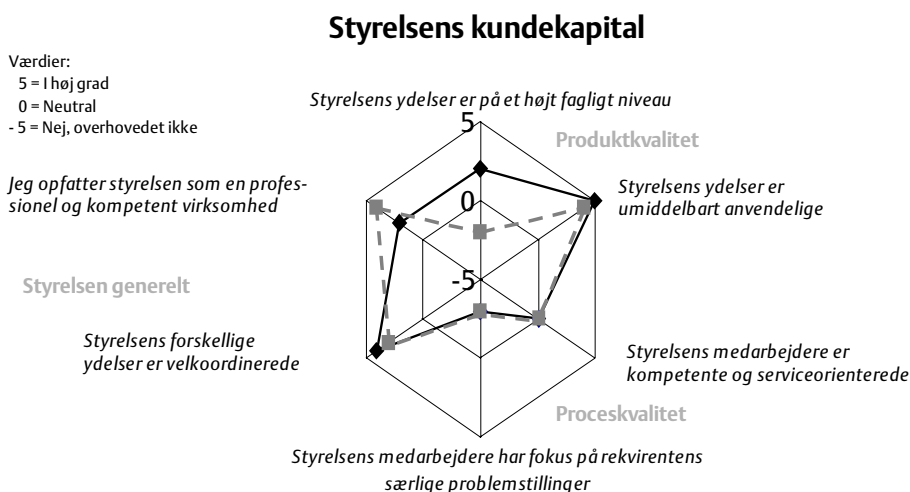 Styrelsens kundekapital
Værdier:
5 = I høj grad
0 = Neutral
- 5 = Nej, overhovedet ikke
Styrelsens ydelser er på et højt fagligt niveau
5
Produktkvalitet
Jeg opfatter styrelsen som en profes-
sionel og kompetent virksomhed
Styrelsens ydelser er
umiddelbart anvendelige
0
Styrelsen generelt
-5
Styrelsens forskellige
ydelser er velkoordinerede
Styrelsens medarbejdere er
kompetente og serviceorienterede
Proceskvalitet
Styrelsens medarbejdere har fokus på rekvirentens
særlige problemstillinger